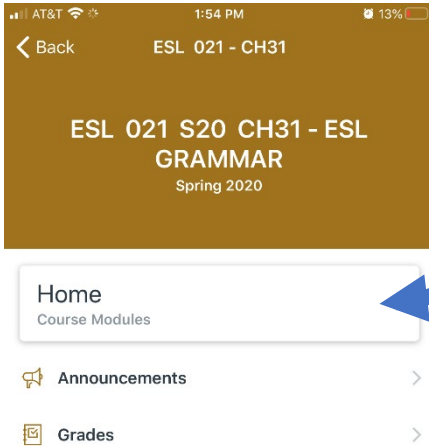 AT&T 1:54 PM 13%
Back ESL 021 - CH31
ESL 021 S20 CH31 - ESL
GRAMMAR
Spring 2020
Home
Course Modules
Announcements
Grades